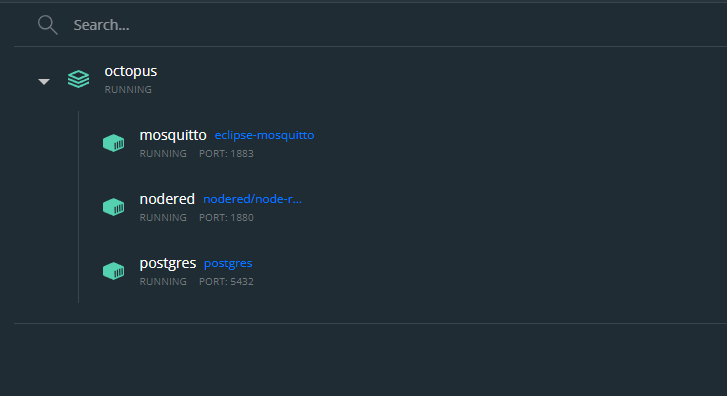 Search...
octopus
RUNNING
mosquitto eclipse-mosquitto
RUNNING PORT: 1883
nodered nodered/node-r...
RUNNING PORT: 1880
postgres postgres
RUNNING PORT: 5432